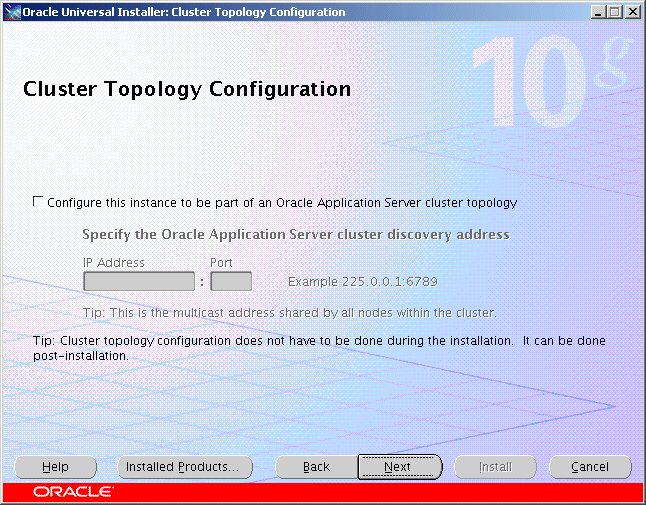 Oracle Universal Installer: Cluster Topology Configuration
10g
Cluster Topology Configuration
Configure this instance to be part of an Oracle Application Server cluster topology
Specify the Oracle Application Server cluster discovery address
IP Address Port
: Example 225.0.0.1:6789
Tip: This is the multicast address shared by all nodes within the cluster.
Tip: Cluster topology configuration does not have to be done during the installation. It can be done
post-installation.
Help Installed Products... Back Next Install Cancel
ORACLE